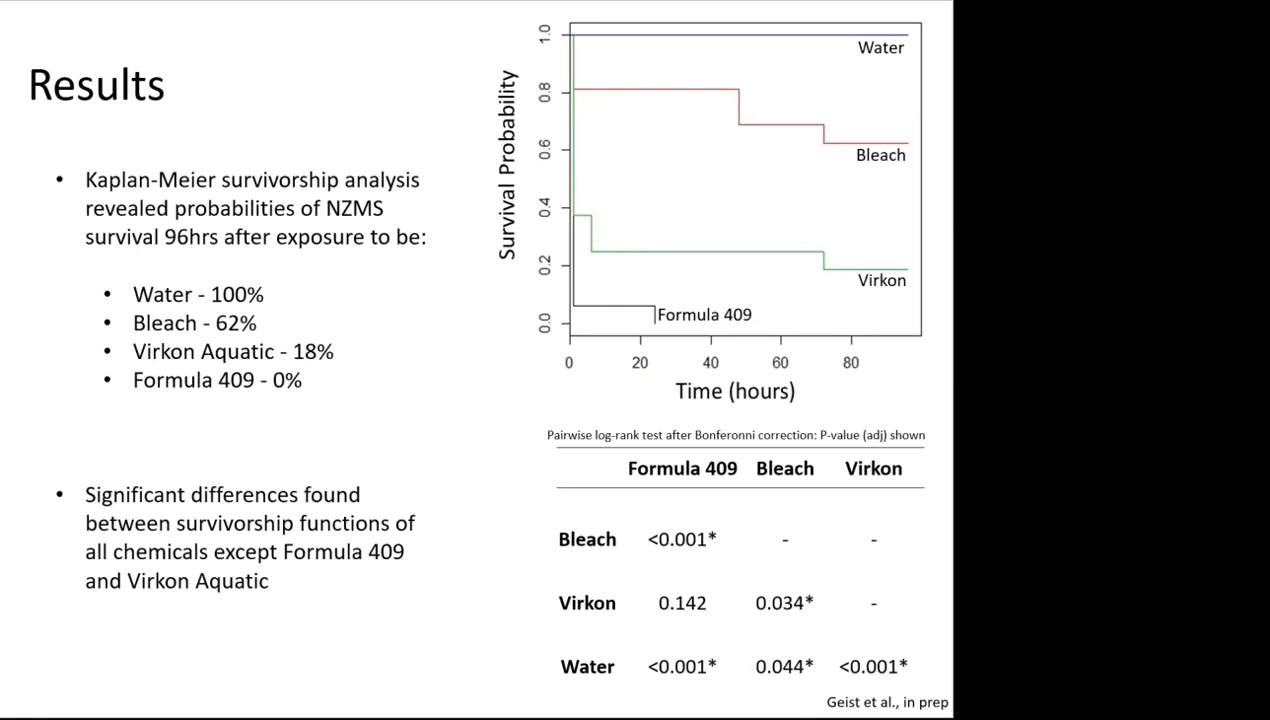 Results
• Kaplan-Meier survivorship analysis
revealed probabilities of NZMS
survival 96hrs after exposure to be:
• Water - 100%
• Bleach - 62%
• Virkon Aquatic - 18%
• Formula 409 - 0%
• Significant differences found
between survivorship functions of
all chemicals except Formula 409
and Virkon Aquatic
Survival Probability
1.0
0.8
0.6
0.4
0.2
0.0
Water
Bleach
Virkon
Formula 409
0 20 40 60 80
Time (hours)
Pairwise log-rank test after Bonferonni correction: P-value (adj) shown
Formula 409 Bleach Virkon
Bleach <0.001* - -
Virkon 0.142 0.034* -
Water <0.001* 0.044* <0.001*
Geist et al., in prep